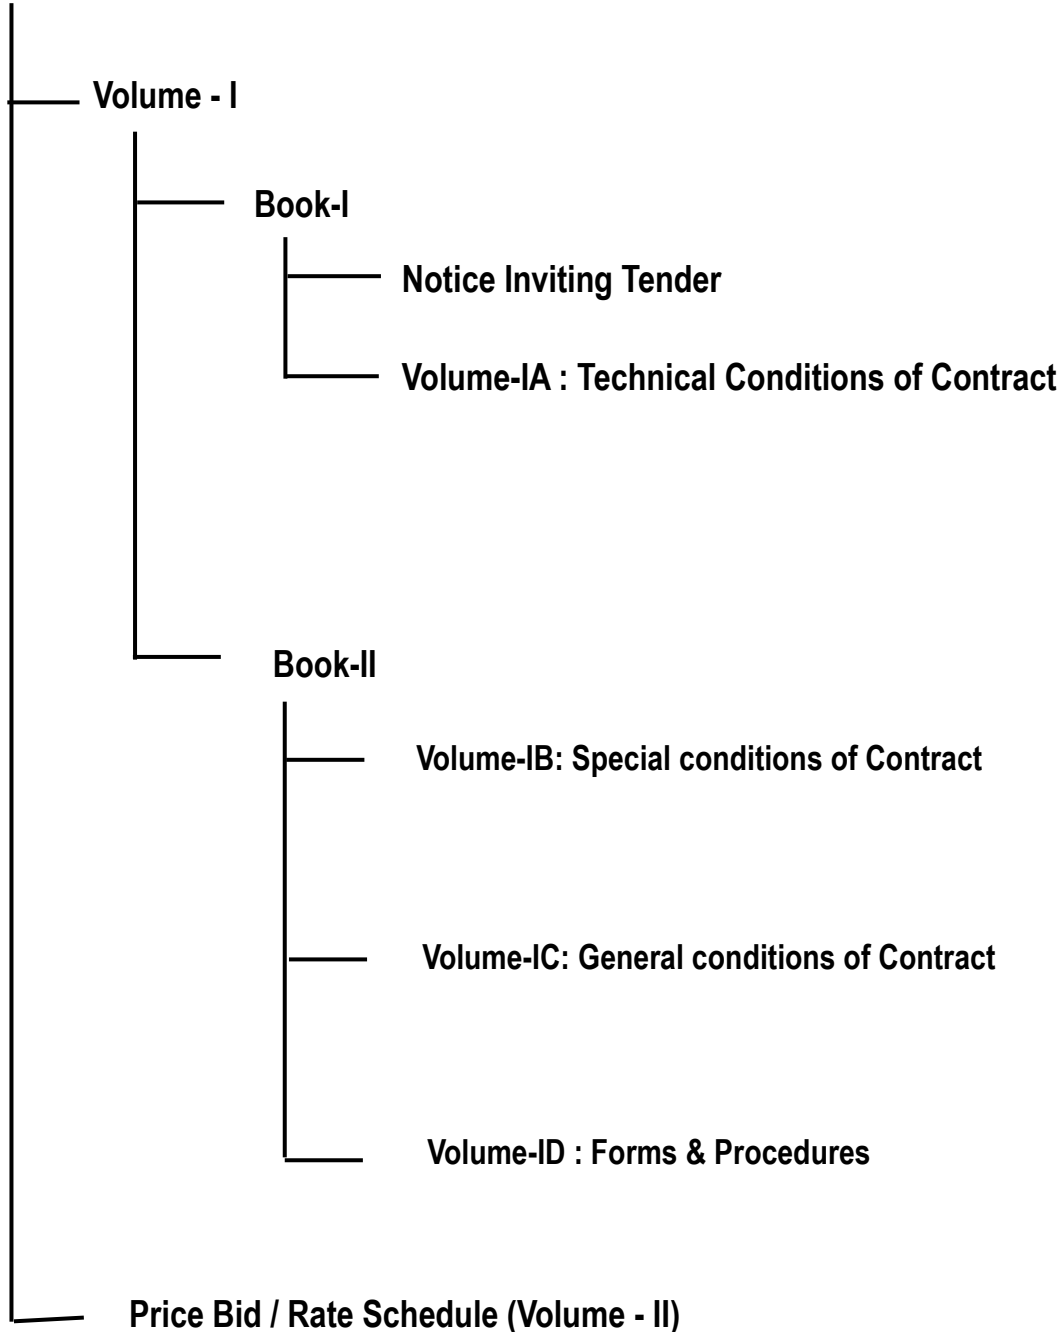 Volume - I
Book-I
Notice Inviting Tender
Volume-IA : Technical Conditions of Contract
Book-II
Volume-IB: Special conditions of Contract
Volume-IC: General conditions of Contract
Volume-ID : Forms & Procedures
Price Bid / Rate Schedule (Volume - II)